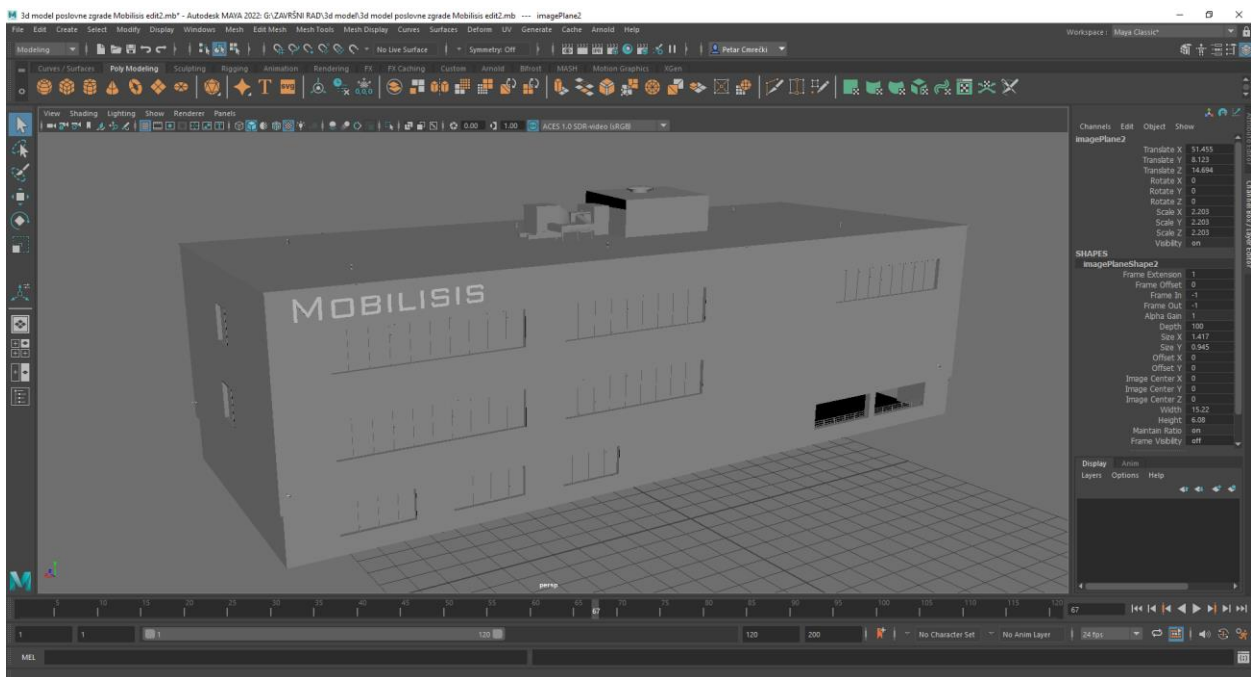 3d model poslovne zgrade Mobilisis edit2.mb* - Autodesk MAYA 2022: G:\ZAVRŠNI RAD\3d model\3d model poslovne zgrade Mobilisis edit2.mb --- imagePlane2
File Edit Create Select Modify Display Windows Mesh Edit Mesh Mesh Tools Mesh Display Curves Surfaces Deform UV Generate Cache Arnold Help
Workspace: Maya Classic*
Modeling No Live Surface Symmetry: Off Petar Cmrečki
Curves / Surfaces Poly Modeling Sculpting Rigging Animation Rendering FX FX Caching Custom Arnold Bifrost MASH Motion Graphics XGen
View Shading Lighting Show Renderer Panels
0.00 1.00 ACES 1.0 SDR-video (sRGB)
MOBILISIS
persp
Channels Edit Object Show
imagePlane2
Translate X 51.455
Translate Y 8.123
Translate Z 14.694
Rotate X 0
Rotate Y 0
Rotate Z 0
Scale X 2.203
Scale Y 2.203
Scale Z 2.203
Visibility on
SHAPES
imagePlaneShape2
Frame Extension 1
Frame Offset 0
Frame In -1
Frame Out -1
Alpha Gain 1
Depth 100
Size X 1.417
Size Y 0.945
Offset X 0
Offset Y 0
Image Center X 0
Image Center Y 0
Image Center Z 0
Width 15.22
Height 6.08
Maintain Ratio on
Frame Visibility off
Channel Box / Layer Editor
Display Anim
Layers Options Help
5 10 15 20 25 30 35 40 45 50 55 60 65 67 70 75 80 85 90 95 100 105 110 115 120 67
1 1 1 120 120 200 No Character Set No Anim Layer 24 fps
MEL